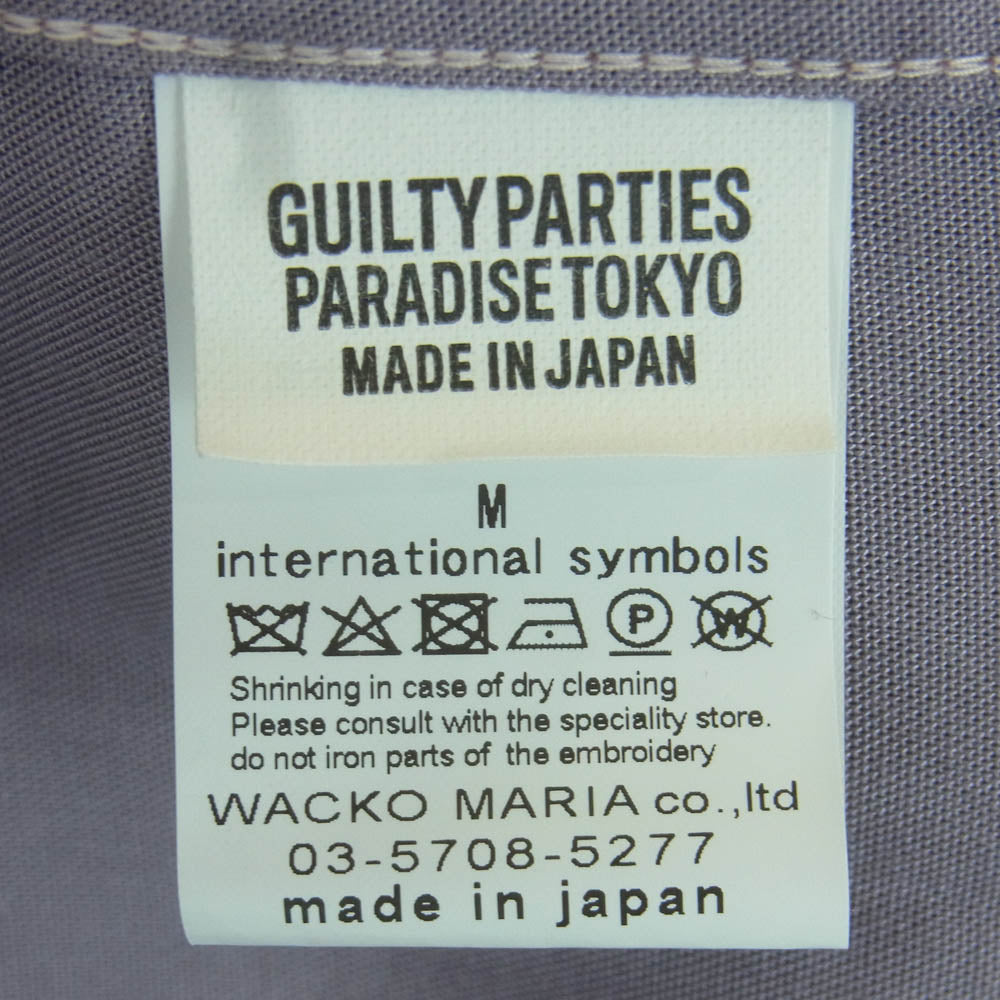 GUILTY PARTIES
PARADISE TOKYO
MADE IN JAPAN
M
international symbols
P W
Shrinking in case of dry cleaning
Please consult with the speciality store.
do not iron parts of the embroidery
WACKO MARIA co.,ltd
03-5708-5277
made in japan